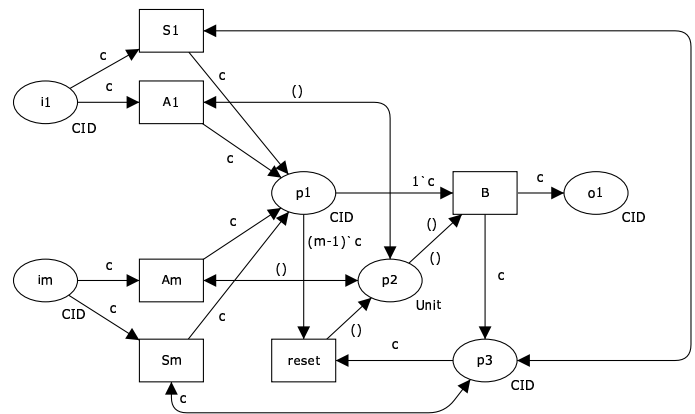 S1
c
c
i1
c
A1
()
CID
c
p1
1`c
B
c
o1
CID
CID
c
()
(m-1)`c
()
im
c
Am
()
p2
c
CID
c
c
Unit
()
c
Sm
reset
p3
CID
c